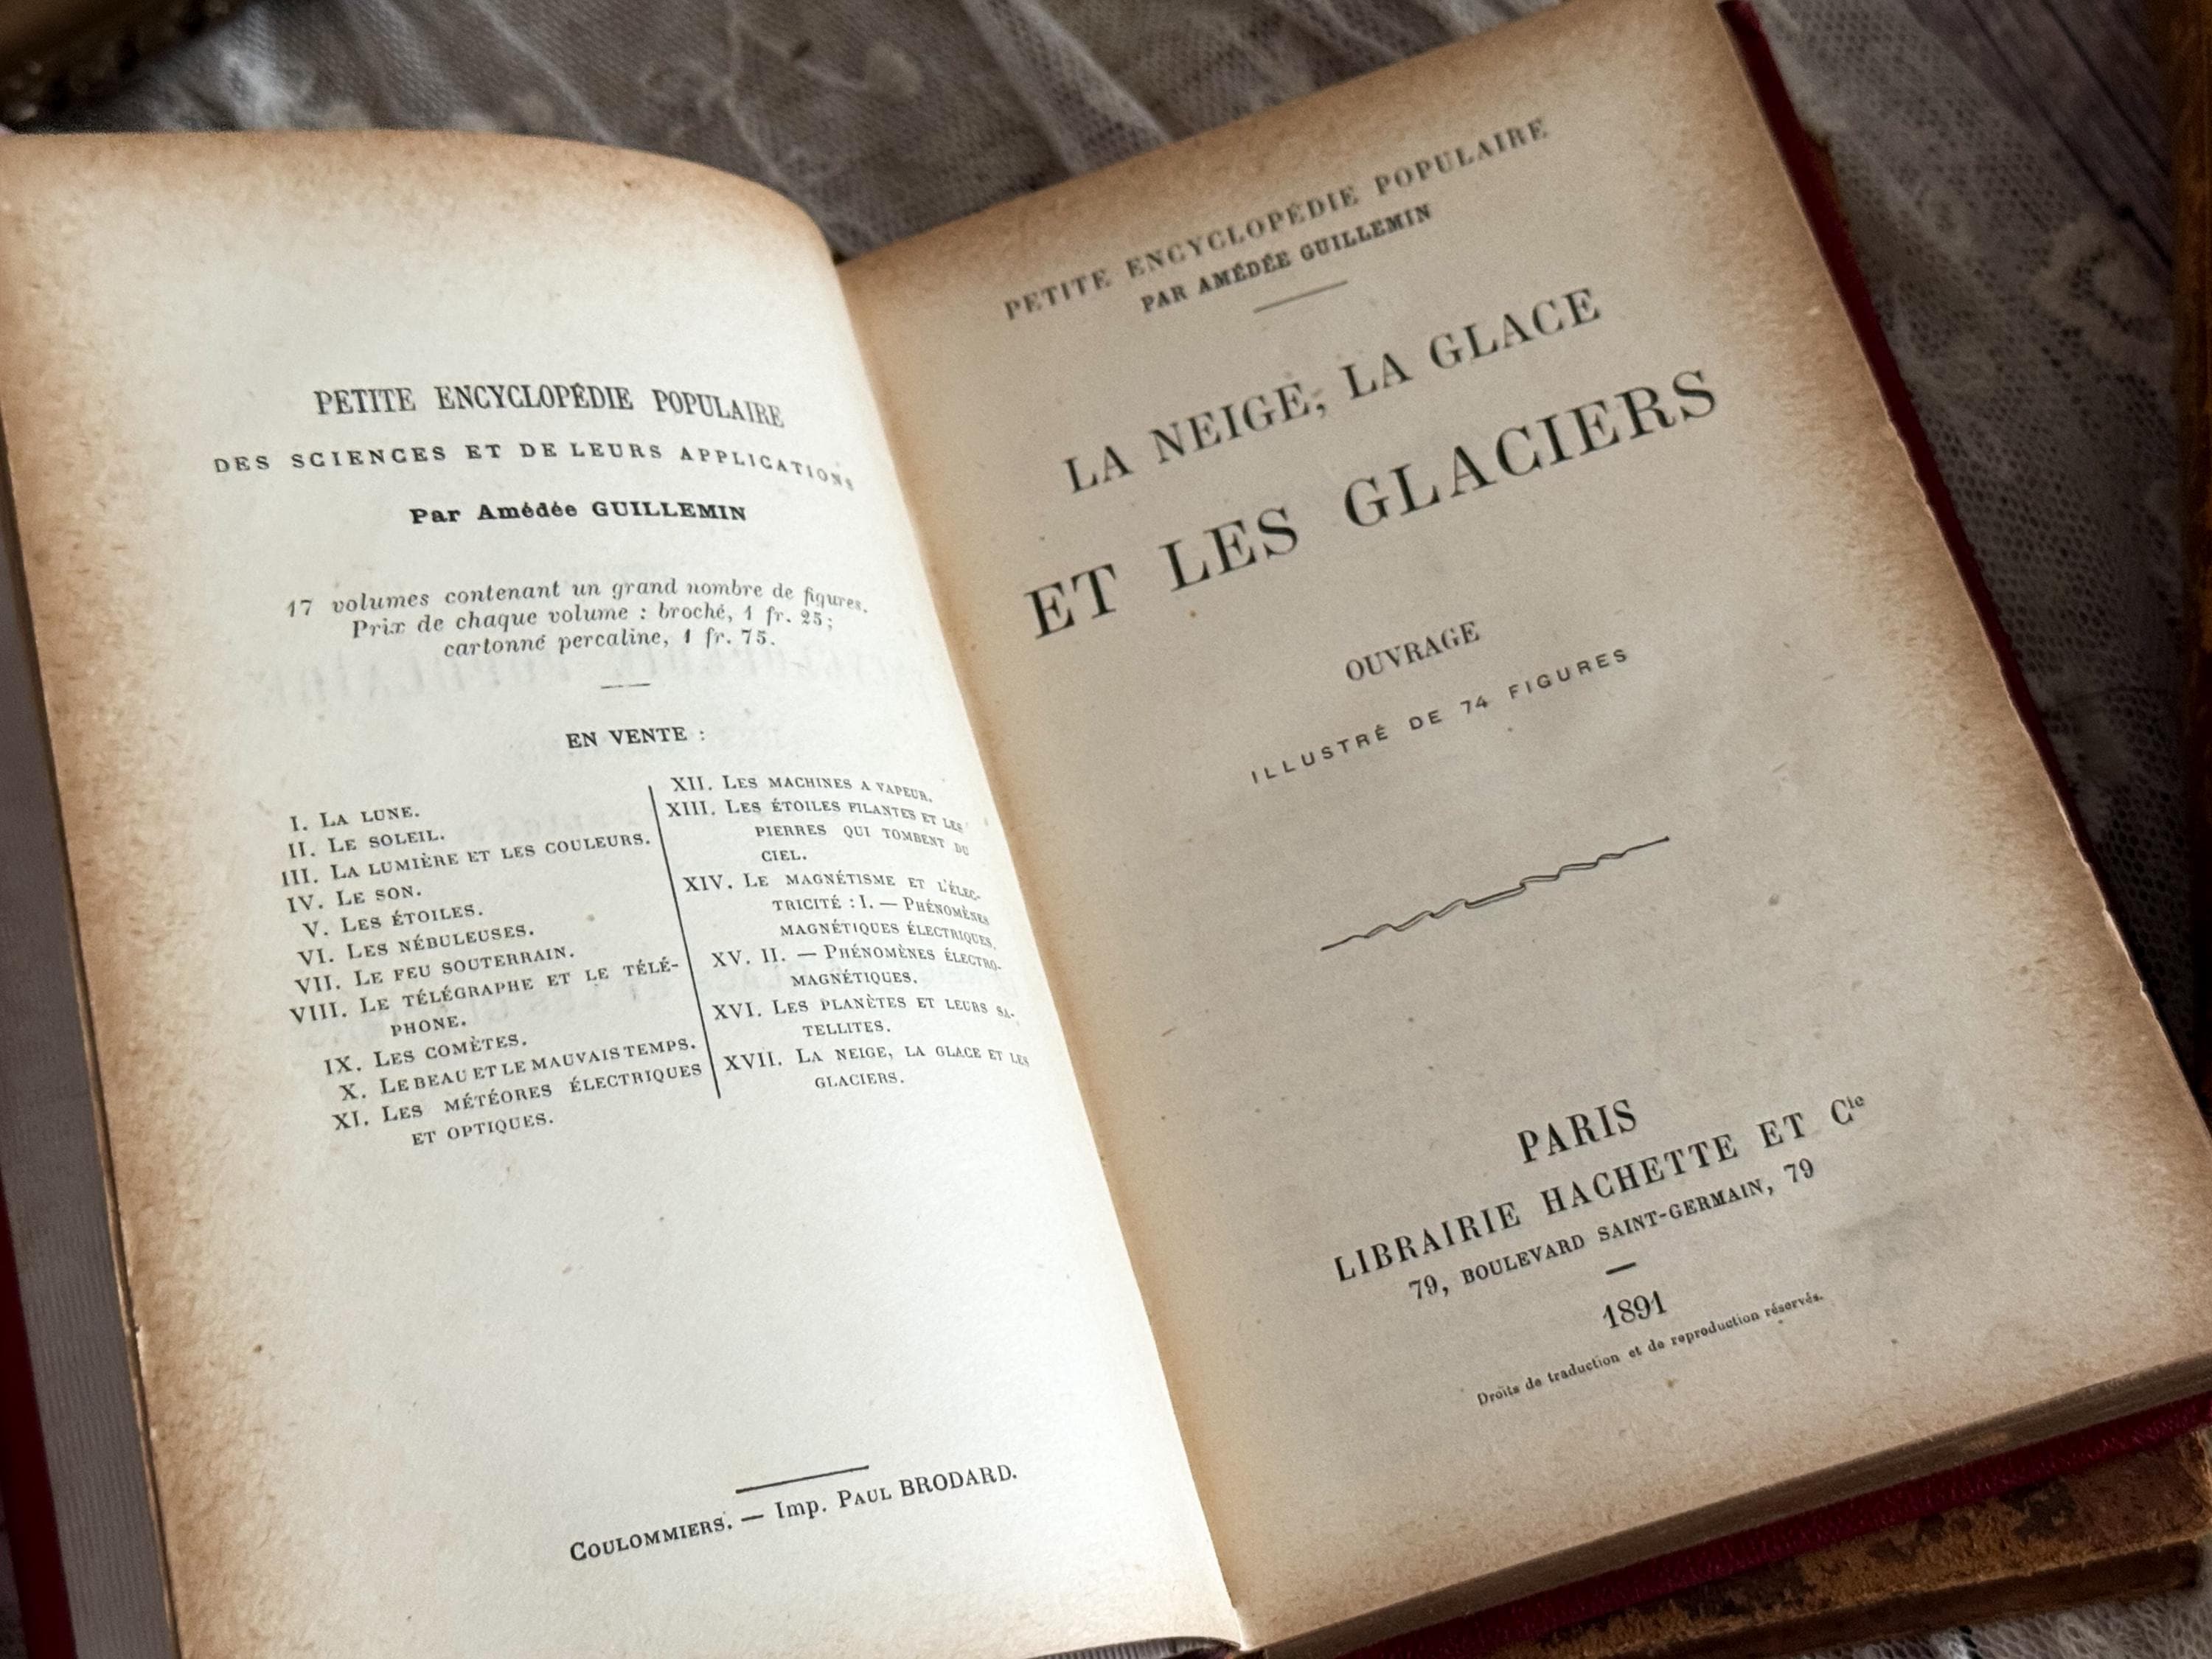 PETITE ENCYCLOPÉDIE POPULAIRE
DES SCIENCES ET DE LEURS APPLICATIONS
Par Amédée GUILLEMIN
17 volumes contenant un grand nombre de figures.
Prix de chaque volume : broché, 1 fr. 25;
cartonné percaline, 1 fr. 75.
EN VENTE :
I. LA LUNE.
II. LE SOLEIL.
III. LA LUMIÈRE ET LES COULEURS.
IV. LE SON.
V. LES ÉTOILES.
VI. LES NÉBULEUSES.
VII. LE FEU SOUTERRAIN.
VIII. LE TÉLÉGRAPHE ET LE TÉLÉ-
PHONE.
IX. LES COMÈTES.
X. LE BEAU ET LE MAUVAIS TEMPS.
XI. LES MÉTÉORES ÉLECTRIQUES
ET OPTIQUES.
XII. LES MACHINES A VAPEUR.
XIII. LES ÉTOILES FILANTES ET LES
PIERRES QUI TOMBENT DU
CIEL.
XIV. LE MAGNÉTISME ET L'ÉLEC-
TRICITÉ : I. — PHÉNOMÈNES
MAGNÉTIQUES ÉLECTRIQUES.
XV. II. — PHÉNOMÈNES ÉLECTRO-
MAGNÉTIQUES.
XVI. LES PLANÈTES ET LEURS SA-
TELLITES.
XVII. LA NEIGE, LA GLACE ET LES
GLACIERS.
COULOMMIERS. — Imp. PAUL BRODARD.
PETITE ENCYCLOPÉDIE POPULAIRE
PAR AMÉDÉE GUILLEMIN
LA NEIGE, LA GLACE
ET LES GLACIERS
OUVRAGE
ILLUSTRÉ DE 74 FIGURES
PARIS
LIBRAIRIE HACHETTE ET Cie
79, BOULEVARD SAINT-GERMAIN, 79
1891
Droits de traduction et de reproduction réservés.